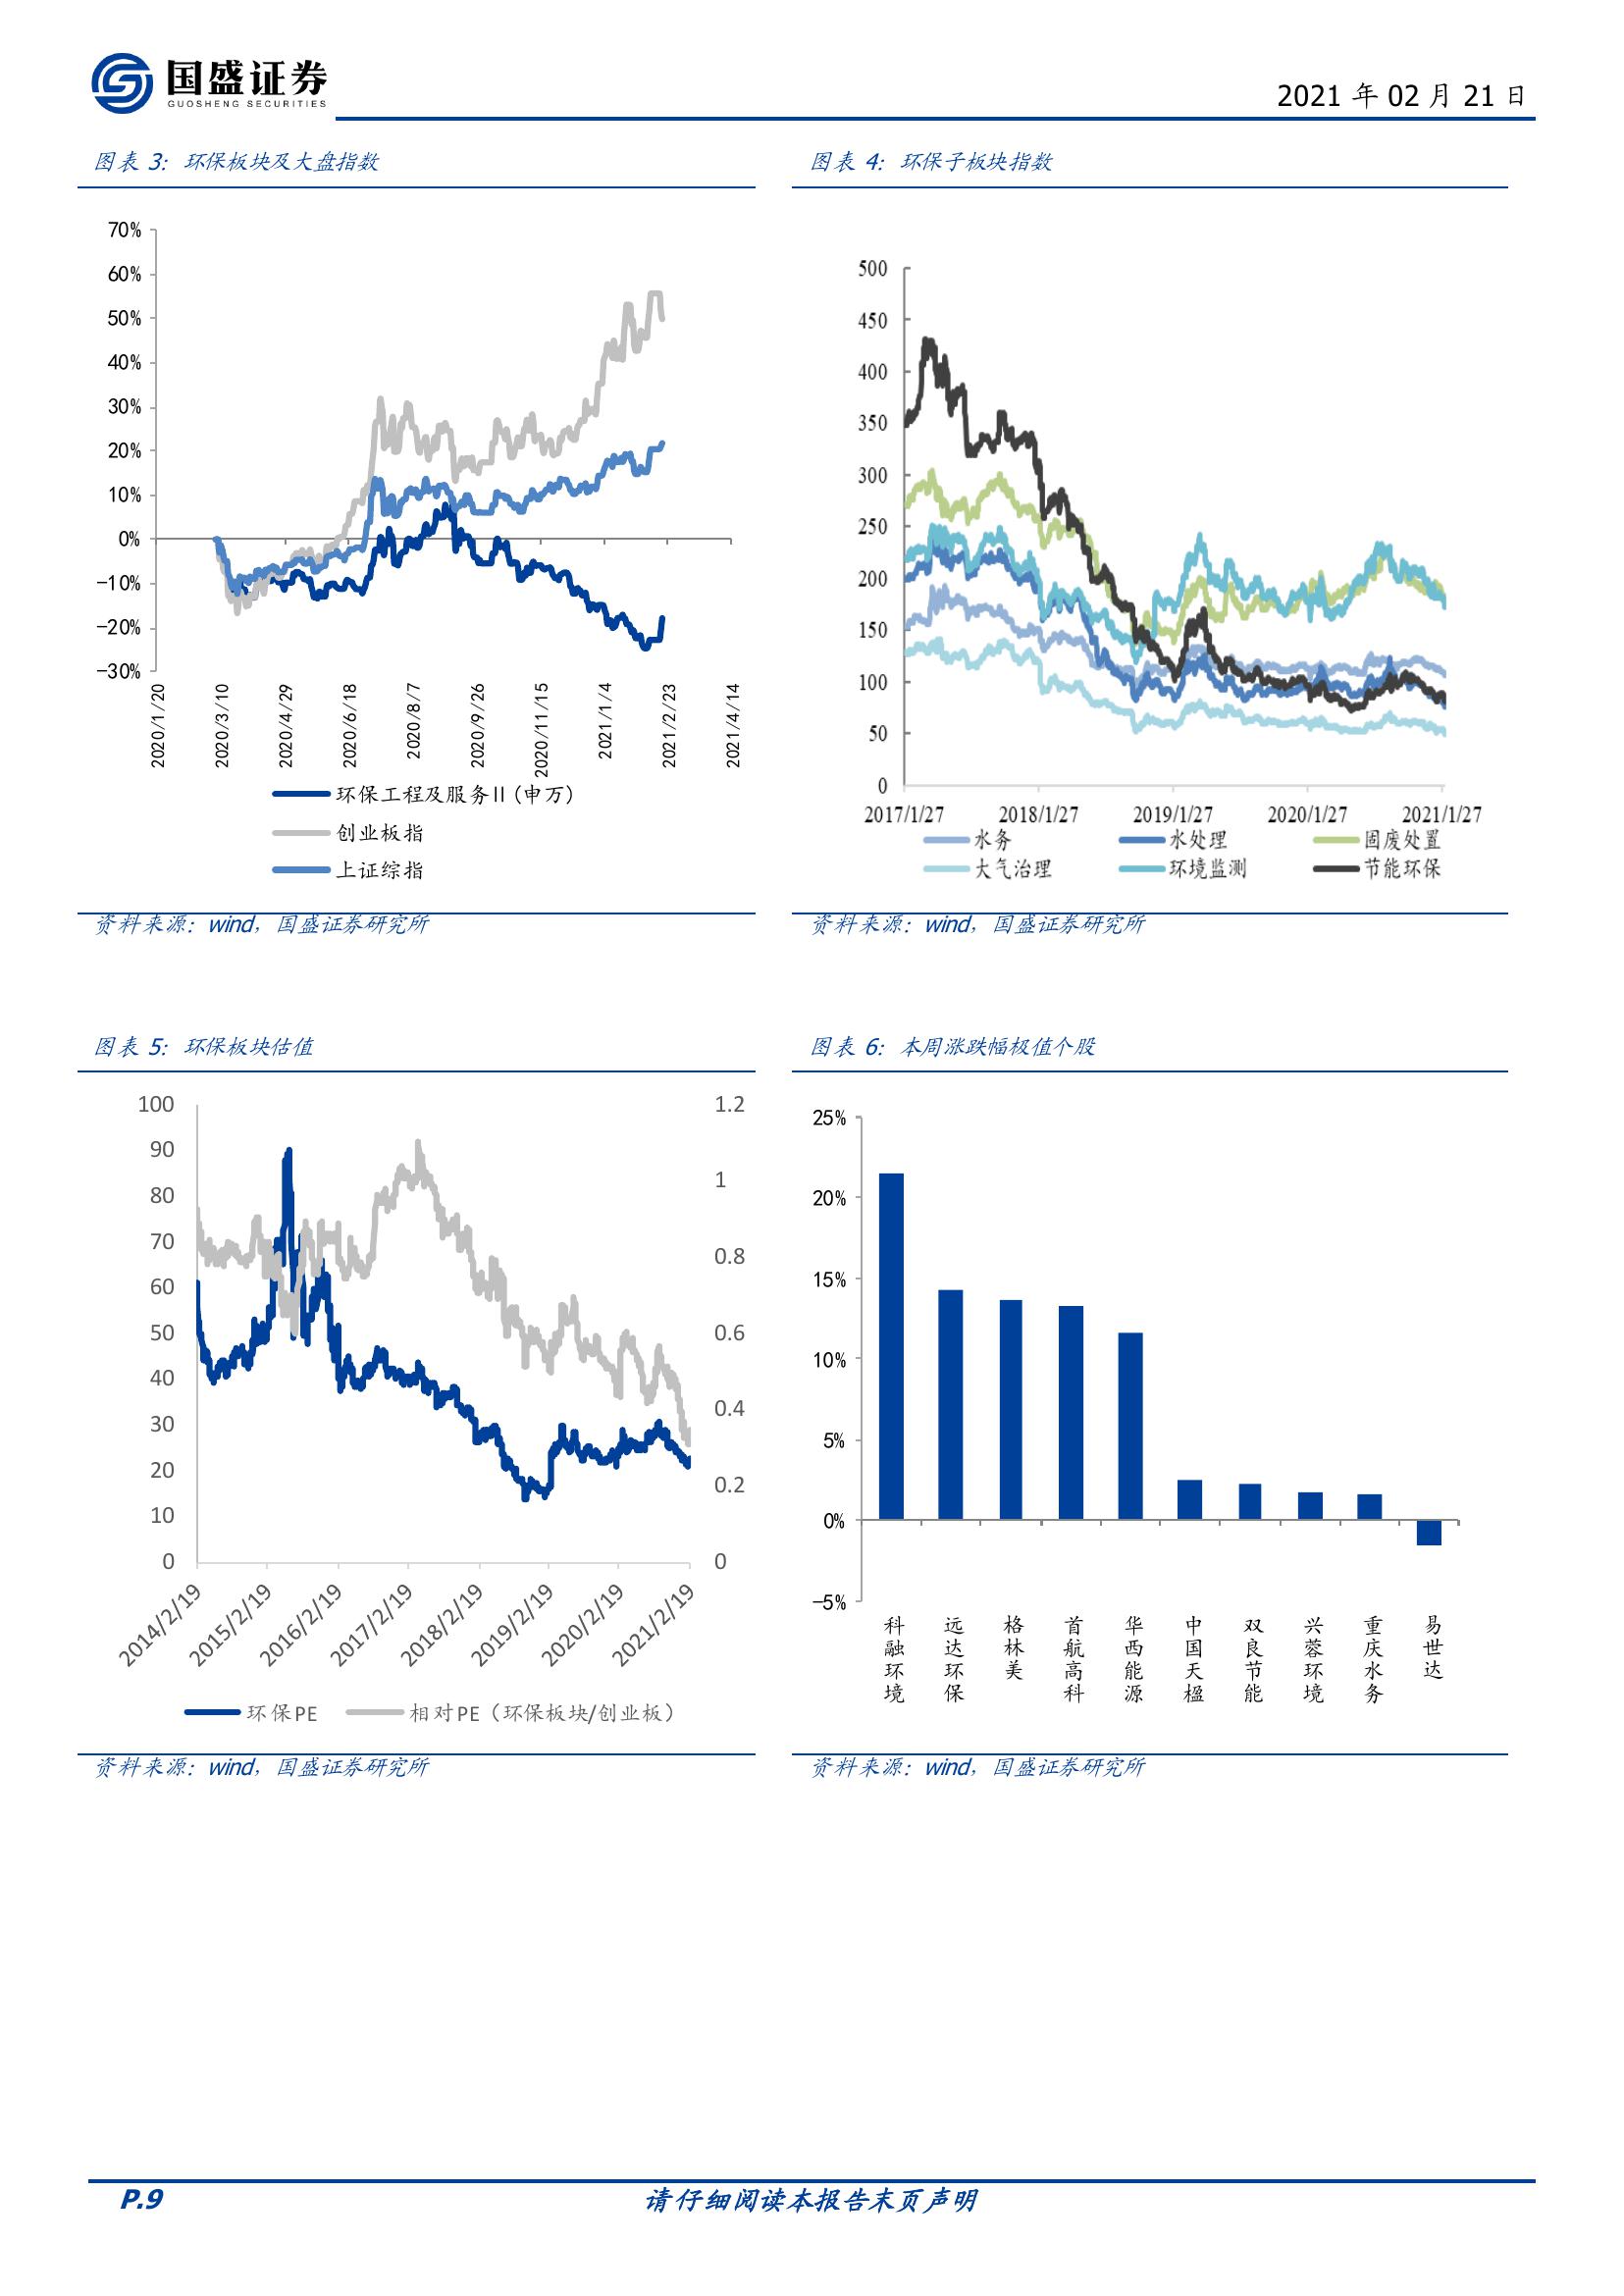 国盛证券
GUOSHENG SECURITIES
2021 年 02 月 21 日
图表 3：环保板块及大盘指数
70%
60%
50%
40%
30%
20%
10%
0%
-10%
-20%
-30%
2020/1/20
2020/3/10
2020/4/29
2020/6/18
2020/8/7
2020/9/26
2020/11/15
2021/1/4
2021/2/23
2021/4/14
环保工程及服务II (申万)
创业板指
上证综指
资料来源：wind，国盛证券研究所
图表 4：环保子板块指数
500
450
400
350
300
250
200
150
100
50
0
2017/1/27 2018/1/27 2019/1/27 2020/1/27 2021/1/27
水务 水处理 固废处置
大气治理 环境监测 节能环保
资料来源：wind，国盛证券研究所
图表 5：环保板块估值
100
90
80
70
60
50
40
30
20
10
0
1.2
1
0.8
0.6
0.4
0.2
0
2014/2/19
2015/2/19
2016/2/19
2017/2/19
2018/2/19
2019/2/19
2020/2/19
2021/2/19
环保PE 相对PE（环保板块/创业板）
资料来源：wind，国盛证券研究所
图表 6：本周涨跌幅极值个股
25%
20%
15%
10%
5%
0%
-5%
科融环境
远达环保
格林美
首航高科
华西能源
中国天楹
双良节能
兴蓉环境
重庆水务
易世达
资料来源：wind，国盛证券研究所
P.9
请仔细阅读本报告末页声明